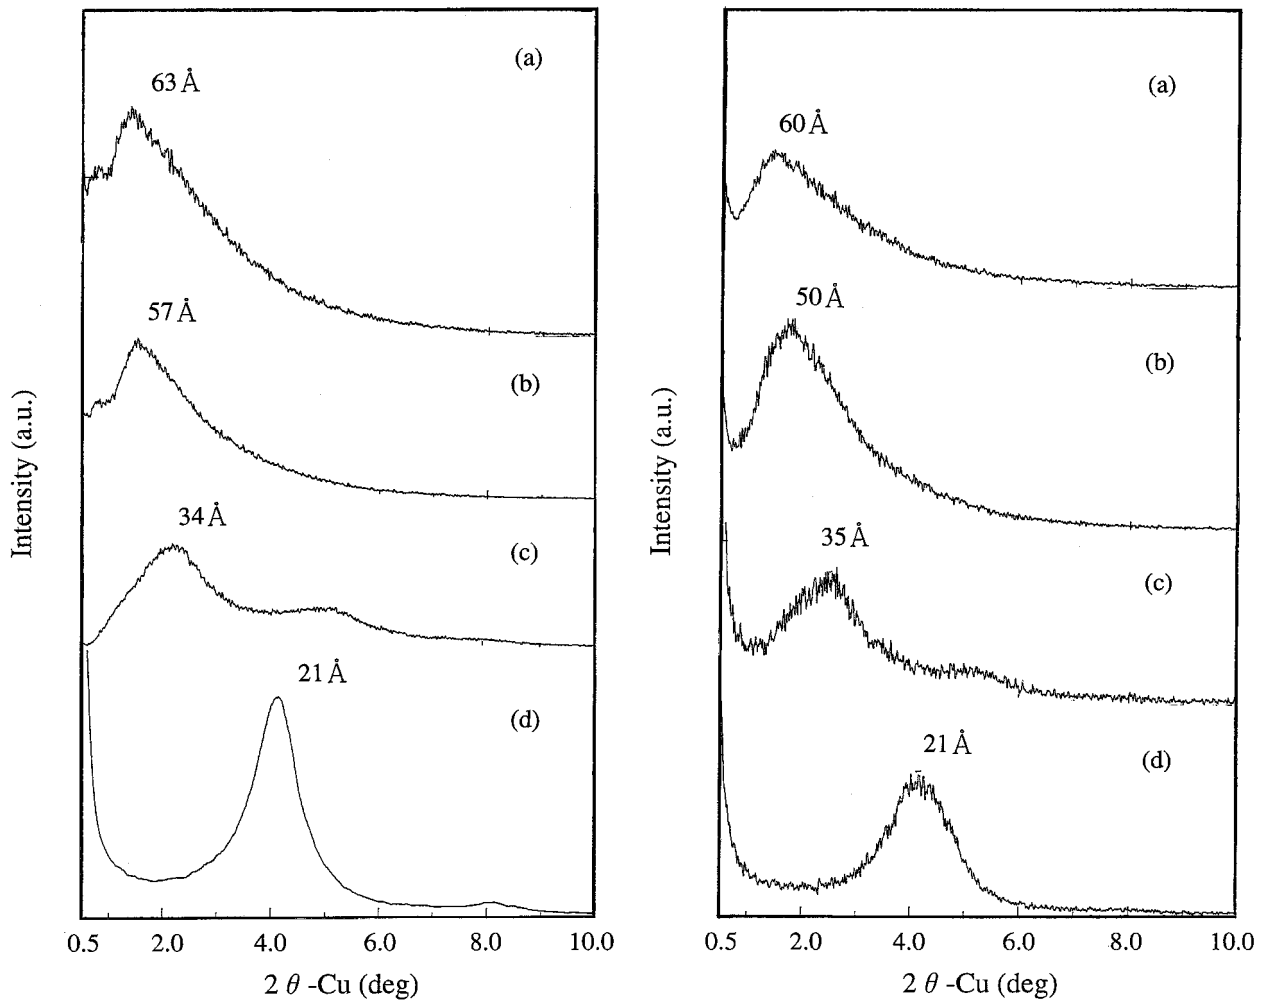 (a)
63 Å
57 Å
(b)
34 Å
(c)
21 Å
(d)
Intensity (a.u.)
0.5 2.0 4.0 6.0 8.0 10.0
2 θ -Cu (deg)
(a)
60 Å
50 Å
(b)
35 Å
(c)
21 Å
(d)
Intensity (a.u.)
0.5 2.0 4.0 6.0 8.0 10.0
2 θ -Cu (deg)